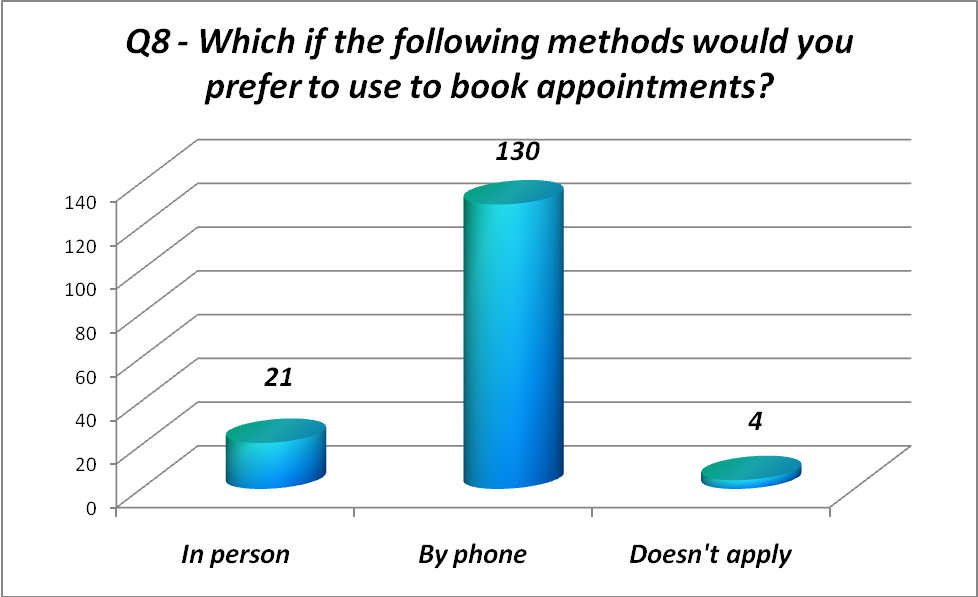 Q8 - Which if the following methods would you
prefer to use to book appointments?
130
140
120
100
80
60
40
20
0
21
4
In person
By phone
Doesn't apply